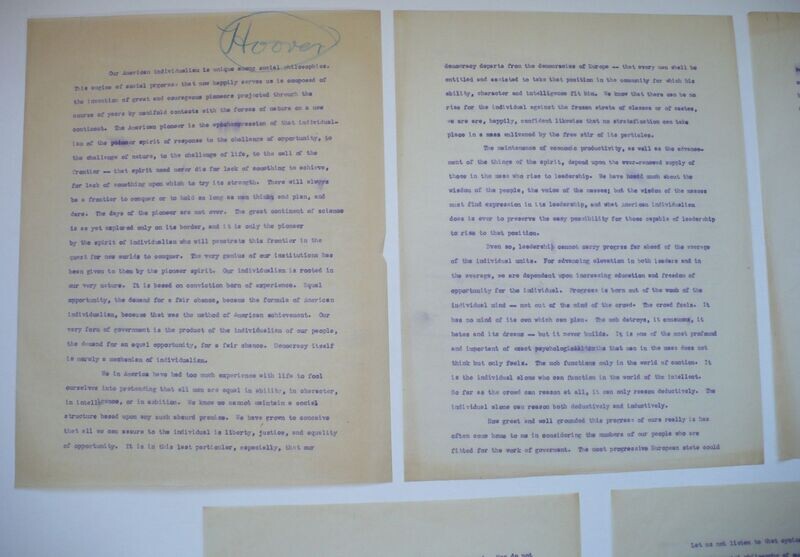 Hoover
Our American individualism is unique among social philosophies.
This engine of social progress that now happily serves us is composed of
the invention of great and courageous pioneers projected through the
course of years by manifold contests with the forces of nature on a new
continent. The American pioneer is the epic expression of that individual-
ism of the pioneer spirit of response to the challenge of opportunity, to
the challenge of nature, to the challenge of life, to the call of the
frontier -- that spirit need never die for lack of something to achieve,
for lack of something upon which to try its strength. There will always
be a frontier to conquer or to hold as long as men think and plan, and
dare. The days of the pioneer are not over. The great continent of science
is as yet explored only on its border, and it is only the pioneer
by the spirit of individualism who will penetrate this frontier in the
quest for new worlds to conquer. The very genius of our institutions has
been given to them by the pioneer spirit. Our individualism is rooted in
our very nature. It is based on conviction born of experience. Equal
opportunity, the demand for a fair chance, became the formula of American
individualism, because that was the method of American achievement. Our
very form of government is the product of the individualism of our people,
the demand for an equal opportunity, for a fair chance. Democracy itself
is merely a mechanism of individualism.
We in America have had too much experience with life to fool
ourselves into pretending that all men are equal in ability, in character,
in intelligence, or in ambition. We know we cannot maintain a social
structure based upon any such absurd premise. We have grown to conceive
that all we can assure to the individual is liberty, justice, and equality
of opportunity. It is in this last particular, especially, that our
democracy departs from the democracies of Europe -- that every man shall be
entitled and assisted to take that position in the community for which his
ability, character and intelligence fit him. We know that there can be no
rise for the individual against the frozen strata of classes or of castes,
we are are, happily, confident likewise that no stratification can take
place in a mass enlivened by the free stir of its particles.
The maintenance of economic productivity, as well as the advance-
ment of the things of the spirit, depend upon the ever-renewed supply of
those in the mass who rise to leadership. We have heard much about the
wisdom of the people, the voice of the masses; but the wisdom of the masses
must find expression in its leadership, and what American individualism
does is ever to preserve the easy possibility for those capable of leadership
to rise to that position.
Even so, leadership cannot carry progress far ahead of the average
of the individual units. For advancing elevation in both leaders and in
the average, we are dependent upon increasing education and freedom of
opportunity for the individual. Progress is born out of the womb of the
individual mind -- not out of the mind of the crowd. The crowd feels. It
has no mind of its own which can plan. The mob detroys, it consumes, it
hates and its dreams -- but it never builds. It is one of the most profound
and important of exact psychological truths that man in the mass does not
think but only feels. The mob functions only in the world of emotion. It
is the individual alone who can function in the world of the intellect.
So far as the crowd can reason at all, it can only reason deductively. The
individual alone can reason both deductively and inductively.
How great and well grounded this progress of ours really is has
often come home to me in considering the numbers of our people who are
fitted for the work of government. The most progressive European state could
do not
Let us not listen to that
philosophy of